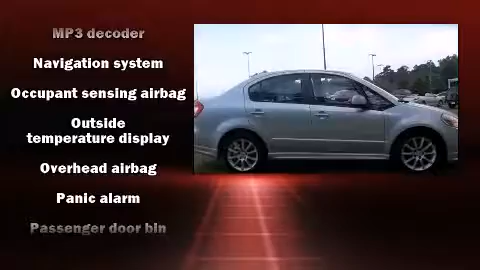 MP3 decoder
Navigation system
Occupant sensing airbag
Outside
temperature display
Overhead airbag
Panic alarm
Passenger door bin